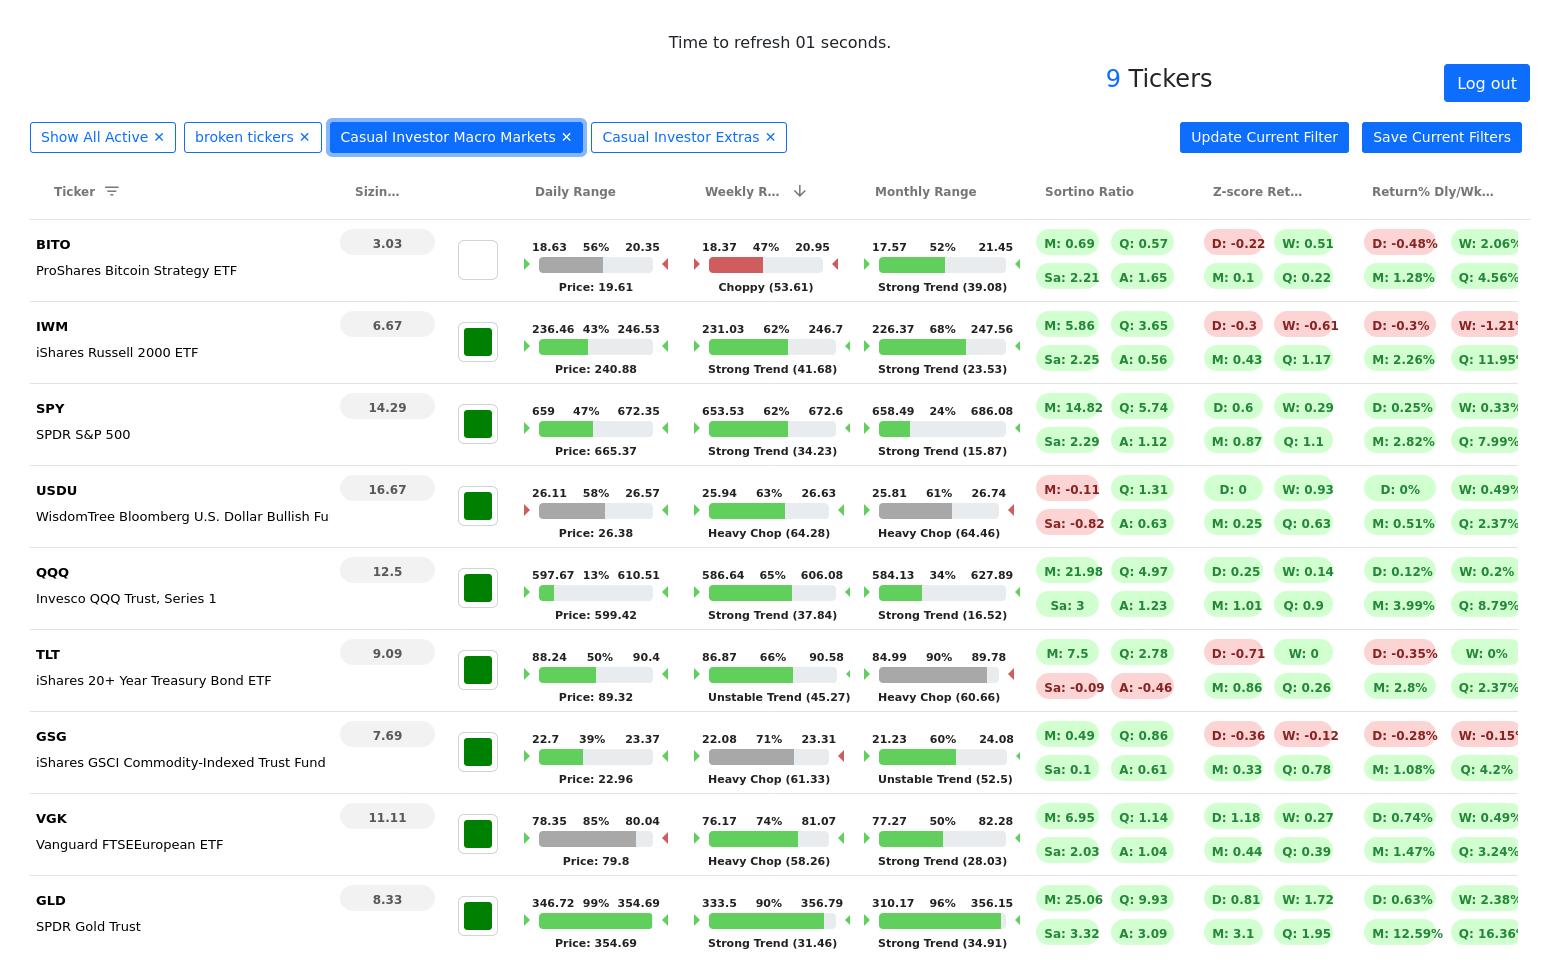 Time to refresh 01 seconds.
9 Tickers
Log out
Show All Active ✕ broken tickers ✕ Casual Investor Macro Markets ✕ Casual Investor Extras ✕ Update Current Filter Save Current Filters
Ticker Sizin... Daily Range Weekly R... Monthly Range Sortino Ratio Z-score Ret... Return% Dly/Wk...
BITO 3.03 18.63 56% 20.35 18.37 47% 20.95 17.57 52% 21.45 M: 0.69 Q: 0.57 D: -0.22 W: 0.51 D: -0.48% W: 2.06%
ProShares Bitcoin Strategy ETF Price: 19.61 Choppy (53.61) Strong Trend (39.08) Sa: 2.21 A: 1.65 M: 0.1 Q: 0.22 M: 1.28% Q: 4.56%
IWM 6.67 236.46 43% 246.53 231.03 62% 246.7 226.37 68% 247.56 M: 5.86 Q: 3.65 D: -0.3 W: -0.61 D: -0.3% W: -1.21%
iShares Russell 2000 ETF Price: 240.88 Strong Trend (41.68) Strong Trend (23.53) Sa: 2.25 A: 0.56 M: 0.43 Q: 1.17 M: 2.26% Q: 11.95%
SPY 14.29 659 47% 672.35 653.53 62% 672.6 658.49 24% 686.08 M: 14.82 Q: 5.74 D: 0.6 W: 0.29 D: 0.25% W: 0.33%
SPDR S&P 500 Price: 665.37 Strong Trend (34.23) Strong Trend (15.87) Sa: 2.29 A: 1.12 M: 0.87 Q: 1.1 M: 2.82% Q: 7.99%
USDU 16.67 26.11 58% 26.57 25.94 63% 26.63 25.81 61% 26.74 M: -0.11 Q: 1.31 D: 0 W: 0.93 D: 0% W: 0.49%
WisdomTree Bloomberg U.S. Dollar Bullish Fu Price: 26.38 Heavy Chop (64.28) Heavy Chop (64.46) Sa: -0.82 A: 0.63 M: 0.25 Q: 0.63 M: 0.51% Q: 2.37%
QQQ 12.5 597.67 13% 610.51 586.64 65% 606.08 584.13 34% 627.89 M: 21.98 Q: 4.97 D: 0.25 W: 0.14 D: 0.12% W: 0.2%
Invesco QQQ Trust, Series 1 Price: 599.42 Strong Trend (37.84) Strong Trend (16.52) Sa: 3 A: 1.23 M: 1.01 Q: 0.9 M: 3.99% Q: 8.79%
TLT 9.09 88.24 50% 90.4 86.87 66% 90.58 84.99 90% 89.78 M: 7.5 Q: 2.78 D: -0.71 W: 0 D: -0.35% W: 0%
iShares 20+ Year Treasury Bond ETF Price: 89.32 Unstable Trend (45.27) Heavy Chop (60.66) Sa: -0.09 A: -0.46 M: 0.86 Q: 0.26 M: 2.8% Q: 2.37%
GSG 7.69 22.7 39% 23.37 22.08 71% 23.31 21.23 60% 24.08 M: 0.49 Q: 0.86 D: -0.36 W: -0.12 D: -0.28% W: -0.15%
iShares GSCI Commodity-Indexed Trust Fund Price: 22.96 Heavy Chop (61.33) Unstable Trend (52.5) Sa: 0.1 A: 0.61 M: 0.33 Q: 0.78 M: 1.08% Q: 4.2%
VGK 11.11 78.35 85% 80.04 76.17 74% 81.07 77.27 50% 82.28 M: 6.95 Q: 1.14 D: 1.18 W: 0.27 D: 0.74% W: 0.49%
Vanguard FTSEEuropean ETF Price: 79.8 Heavy Chop (58.26) Strong Trend (28.03) Sa: 2.03 A: 1.04 M: 0.44 Q: 0.39 M: 1.47% Q: 3.24%
GLD 8.33 346.72 99% 354.69 333.5 90% 356.79 310.17 96% 356.15 M: 25.06 Q: 9.93 D: 0.81 W: 1.72 D: 0.63% W: 2.38%
SPDR Gold Trust Price: 354.69 Strong Trend (31.46) Strong Trend (34.91) Sa: 3.32 A: 3.09 M: 3.1 Q: 1.95 M: 12.59% Q: 16.36%